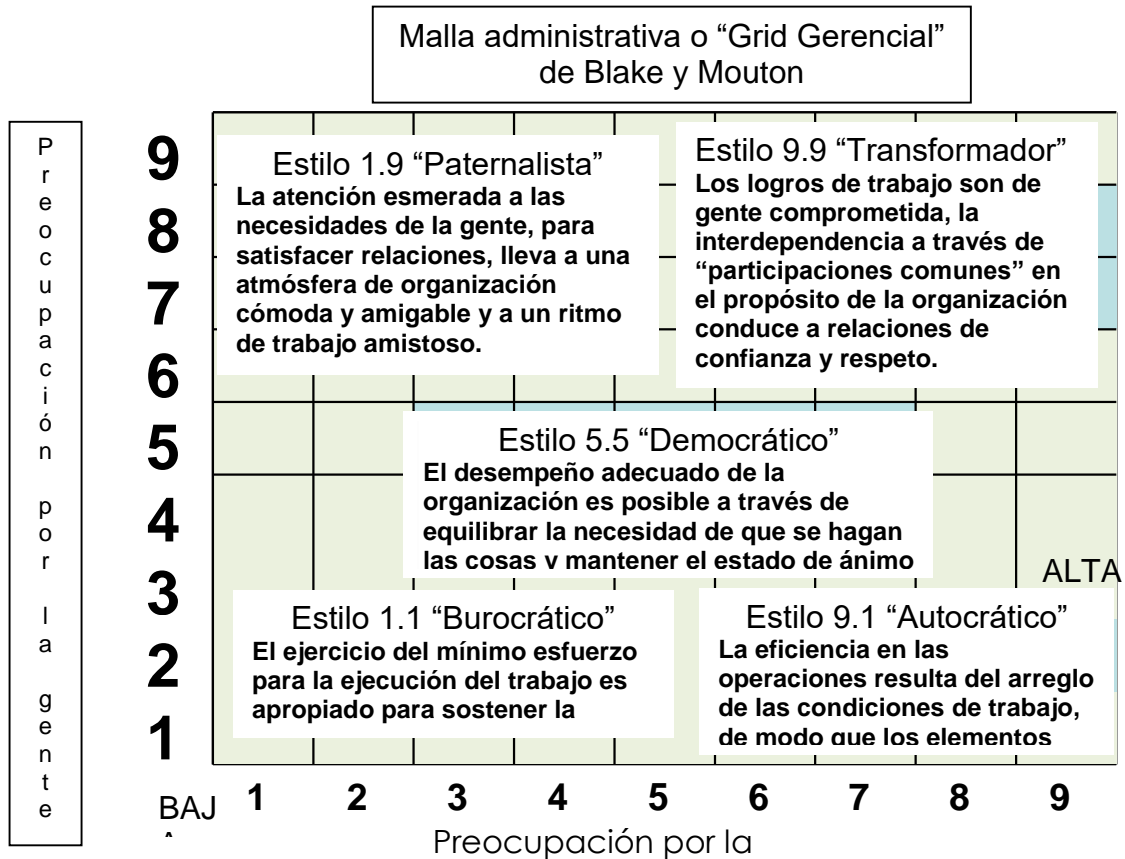 Malla administrativa o “Grid Gerencial”
de Blake y Mouton
Preocupación por la gente
9
8
7
6
5
4
3
2
1
Estilo 1.9 “Paternalista”
La atención esmerada a las
necesidades de la gente, para
satisfacer relaciones, lleva a una
atmósfera de organización
cómoda y amigable y a un ritmo
de trabajo amistoso.
Estilo 9.9 “Transformador”
Los logros de trabajo son de
gente comprometida, la
interdependencia a través de
“participaciones comunes” en
el propósito de la organización
conduce a relaciones de
confianza y respeto.
Estilo 5.5 “Democrático”
El desempeño adecuado de la
organización es posible a través de
equilibrar la necesidad de que se hagan
las cosas y mantener el estado de ánimo
ALTA
Estilo 1.1 “Burocrático”
El ejercicio del mínimo esfuerzo
para la ejecución del trabajo es
apropiado para sostener la
Estilo 9.1 “Autocrático”
La eficiencia en las
operaciones resulta del arreglo
de las condiciones de trabajo,
de modo que los elementos
BAJ
1 2 3 4 5 6 7 8 9
Preocupación por la